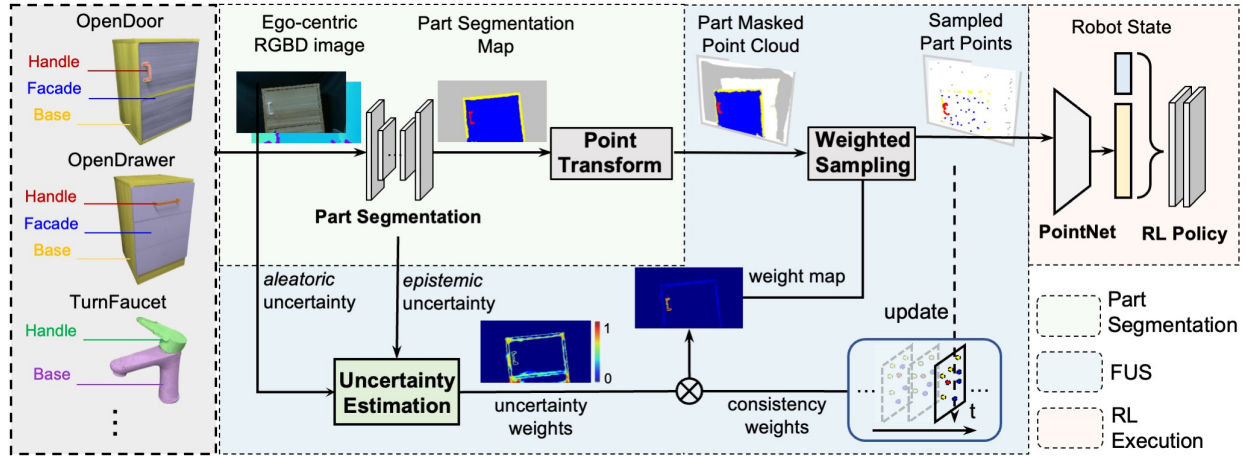 OpenDoor
Handle
Facade
Base
OpenDrawer
Handle
Facade
Base
TurnFaucet
Handle
Base
Ego-centric
RGBD image
Part Segmentation
Map
...
Part Segmentation
Point
Transform
Part Masked
Point Cloud
Sampled
Part Points
Weighted
Sampling
Robot State
PointNet
RL Policy
aleatoric
uncertainty
epistemic
uncertainty
weight map
update
1
0
Uncertainty
Estimation
uncertainty
weights
consistency
weights
...
...
t
Part
Segmentation
FUS
RL
Execution